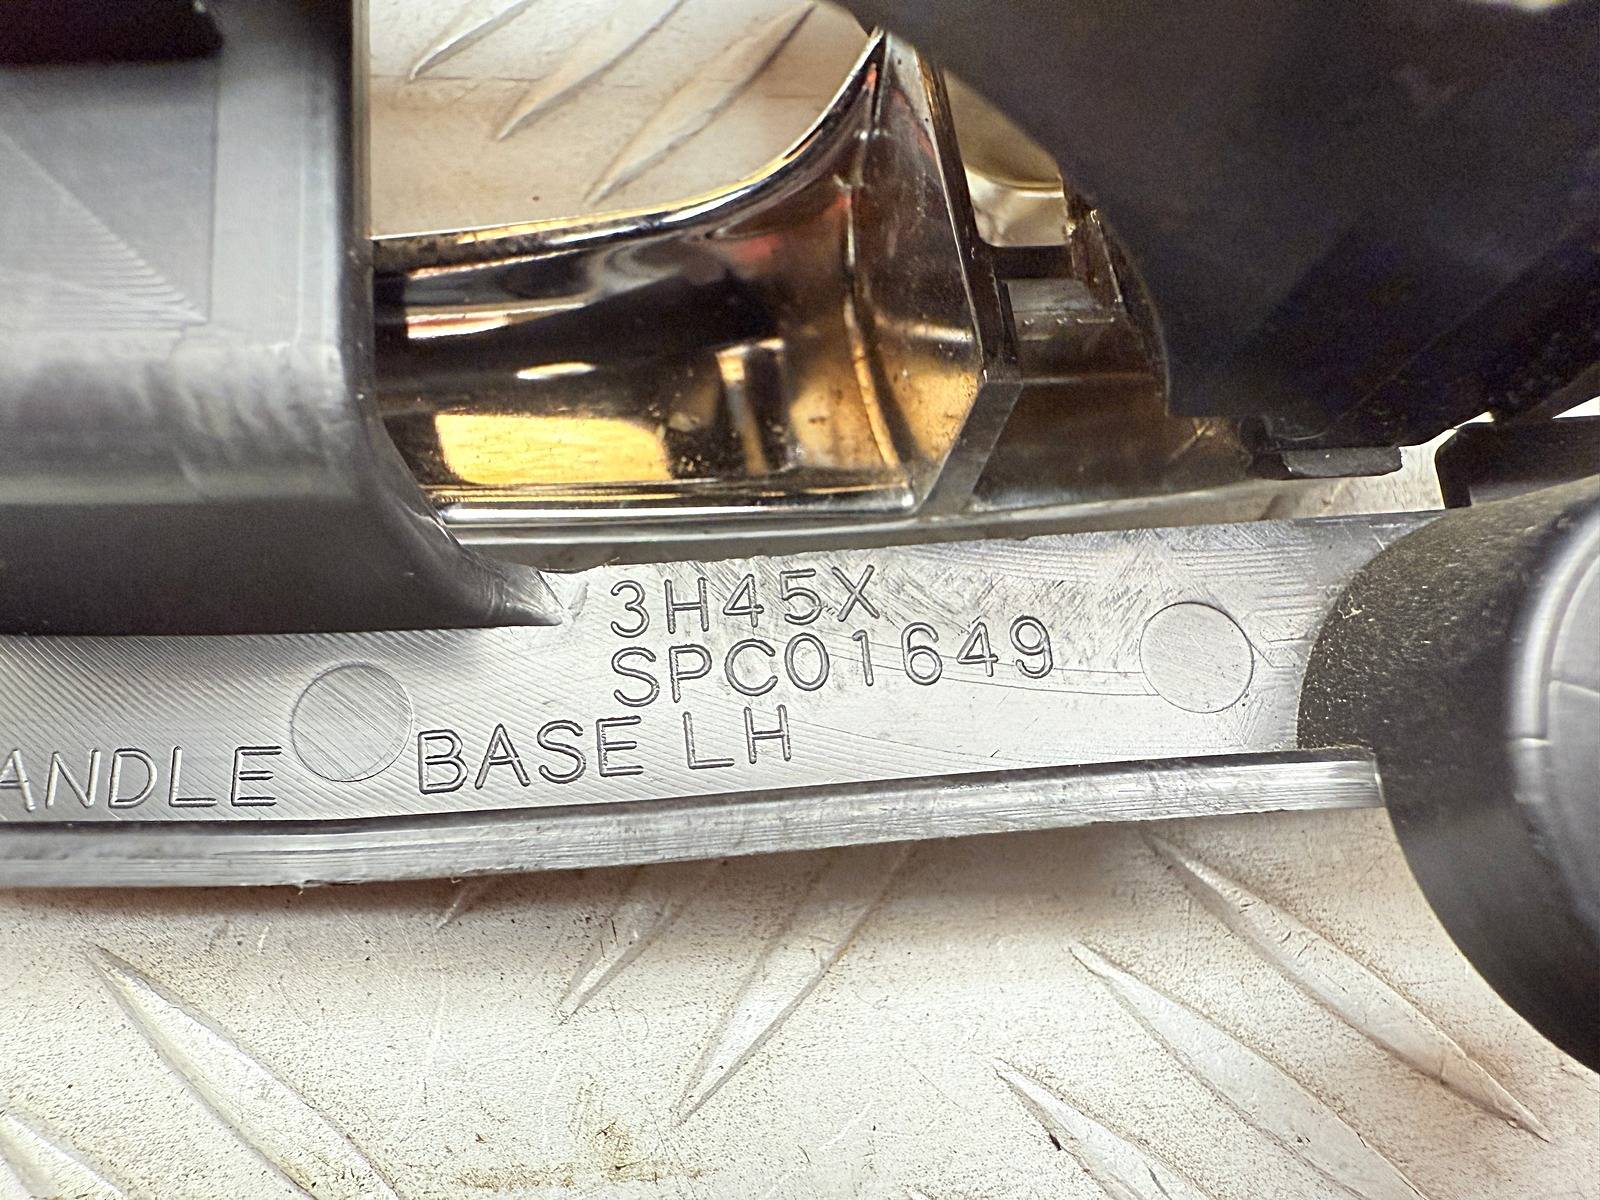 3H45X
SPC01649
ANDLE BASE LH